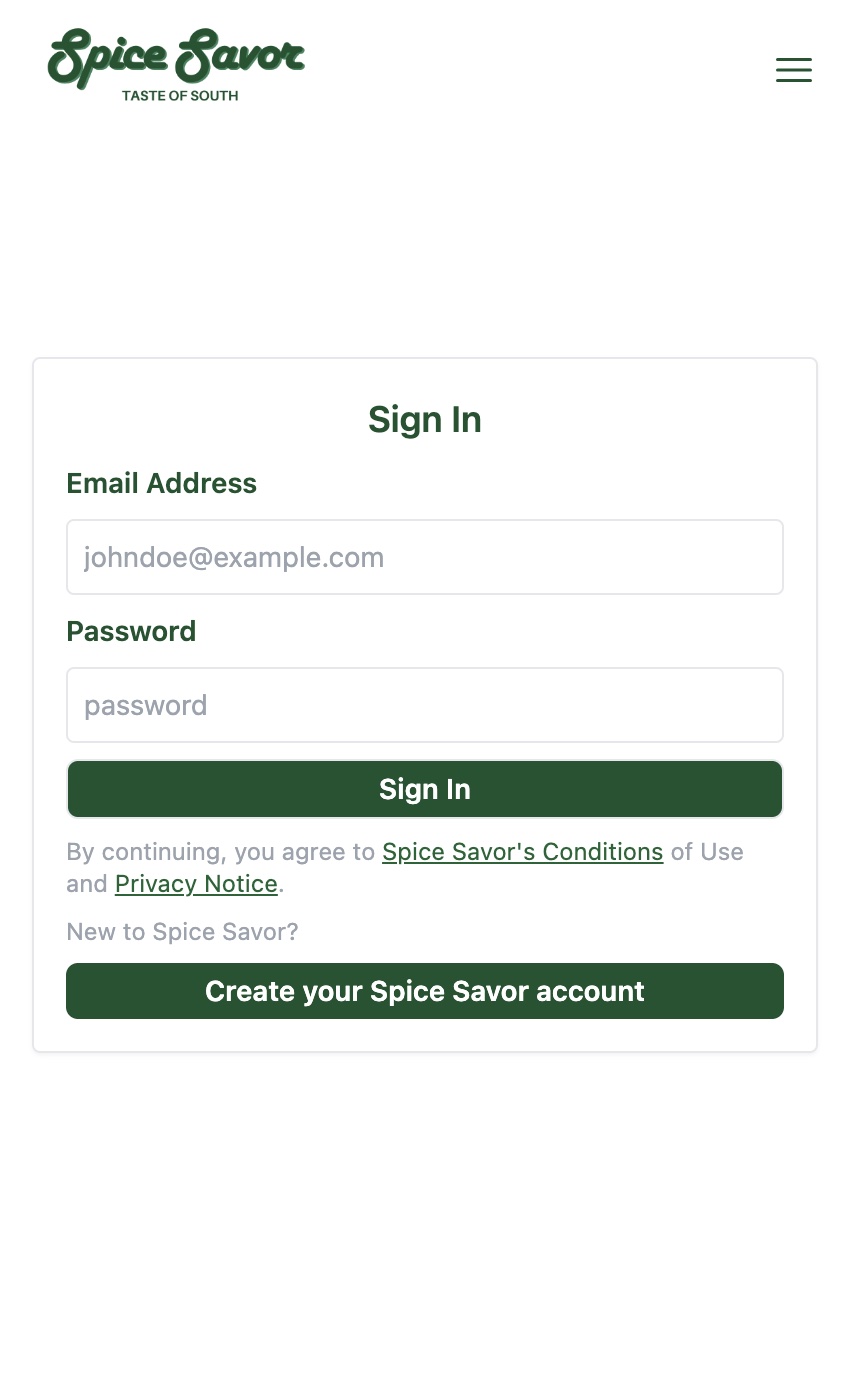 Spice Savor
TASTE OF SOUTH
Sign In
Email Address
johndoe@example.com
Password
password
Sign In
By continuing, you agree to Spice Savor's Conditions of Use
and Privacy Notice.
New to Spice Savor?
Create your Spice Savor account